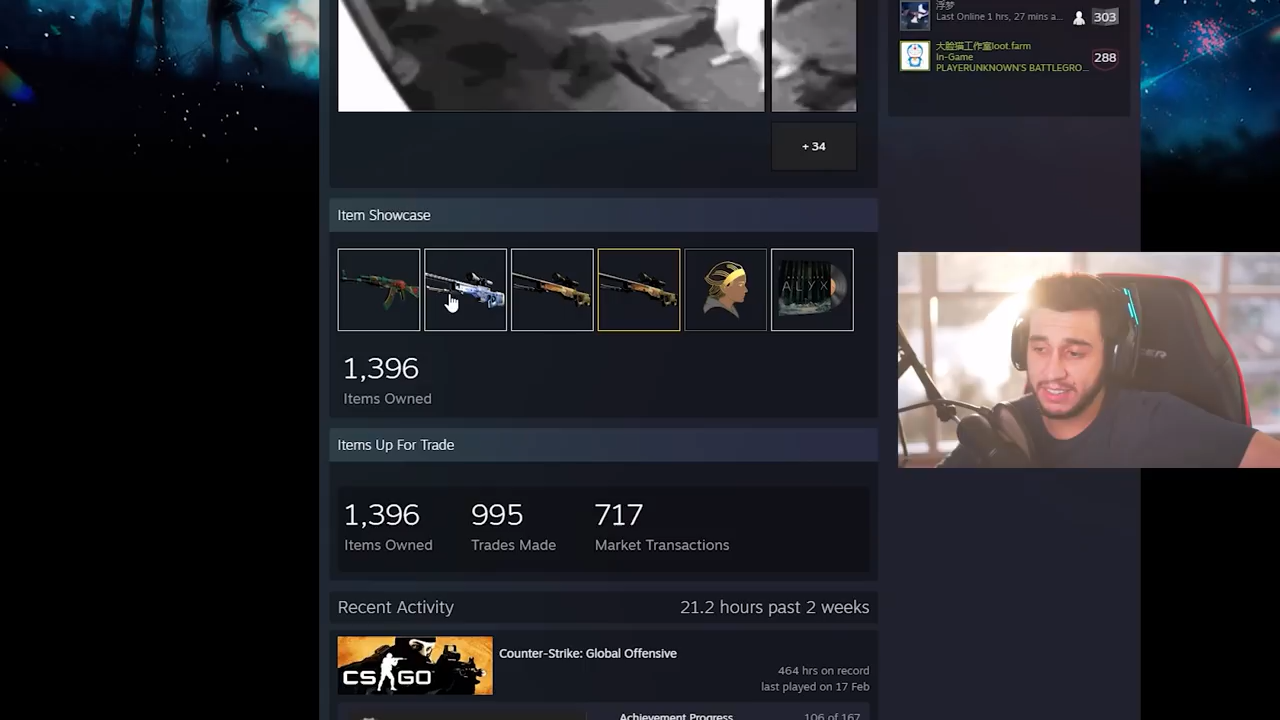 浮梦
Last Online 1 hrs, 27 mins a...
303
大脸猫工作室loot.farm
In-Game
PLAYERUNKNOWN'S BATTLEGRO...
288
+ 34
Item Showcase
ALYX
1,396
Items Owned
Items Up For Trade
1,396 995 717
Items Owned Trades Made Market Transactions
Recent Activity 21.2 hours past 2 weeks
CS GO
Counter-Strike: Global Offensive
464 hrs on record
last played on 17 Feb
Achievement Progress 106 of 167